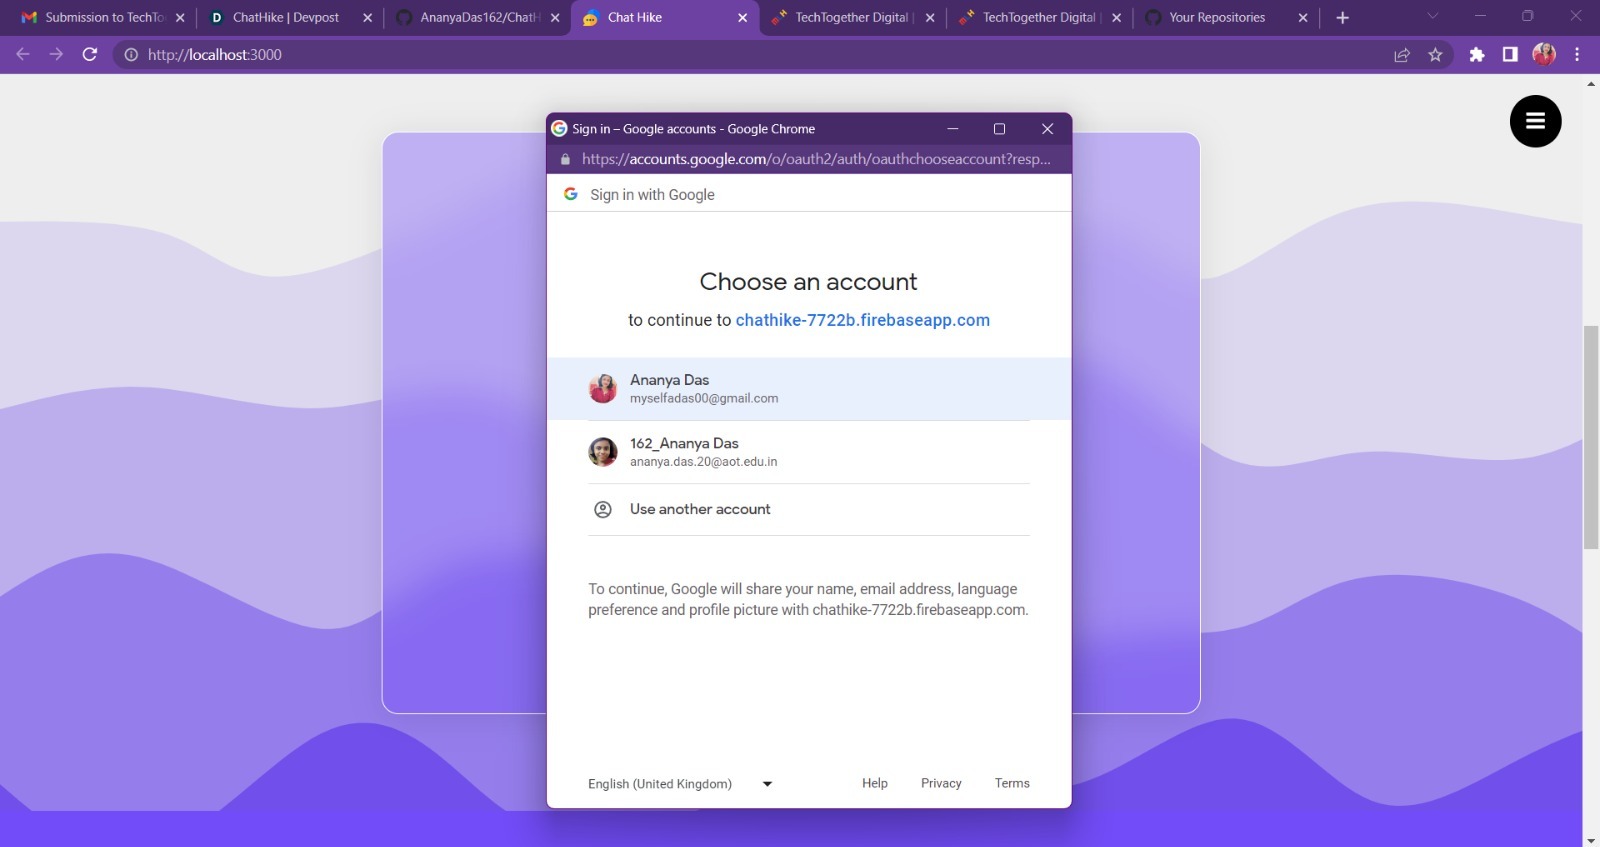 Submission to TechTo
ChatHike | Devpost
AnanyaDas162/ChatH
Chat Hike
TechTogether Digital |
TechTogether Digital |
Your Repositories
http://localhost:3000
Sign in – Google accounts - Google Chrome
https://accounts.google.com/o/oauth2/auth/oauthchooseaccount?resp...
Sign in with Google
Choose an account
to continue to chathike-7722b.firebaseapp.com
Ananya Das
myselfadas00@gmail.com
162_Ananya Das
ananya.das.20@aot.edu.in
Use another account
To continue, Google will share your name, email address, language
preference and profile picture with chathike-7722b.firebaseapp.com.
English (United Kingdom)
Help
Privacy
Terms